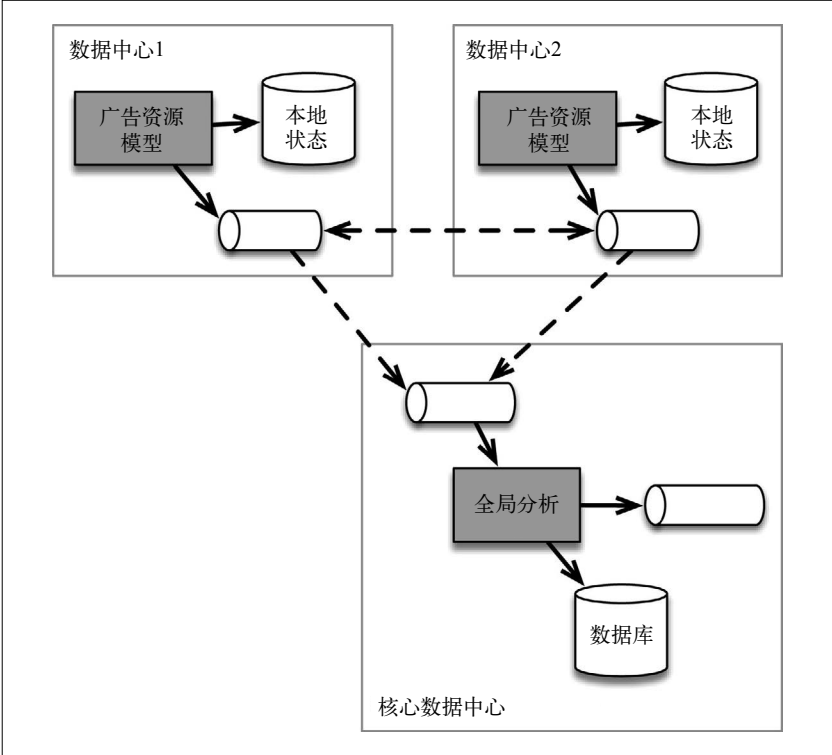 数据中心1
广告资源
模型
本地
状态
数据中心2
广告资源
模型
本地
状态
全局分析
数据库
核心数据中心